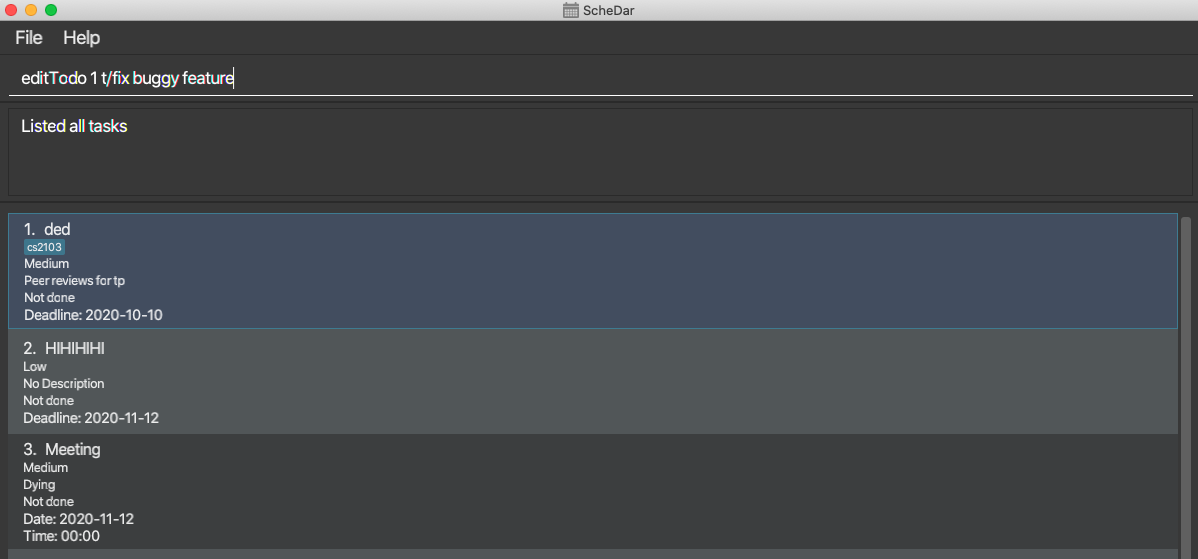 ScheDar
File Help
editTodo 1 t/fix buggy feature
Listed all tasks
1. ded
cs2103
Medium
Peer reviews for tp
Not done
Deadline: 2020-10-10
2. HIHIHIHI
Low
No Description
Not done
Deadline: 2020-11-12
3. Meeting
Medium
Dying
Not done
Date: 2020-11-12
Time: 00:00